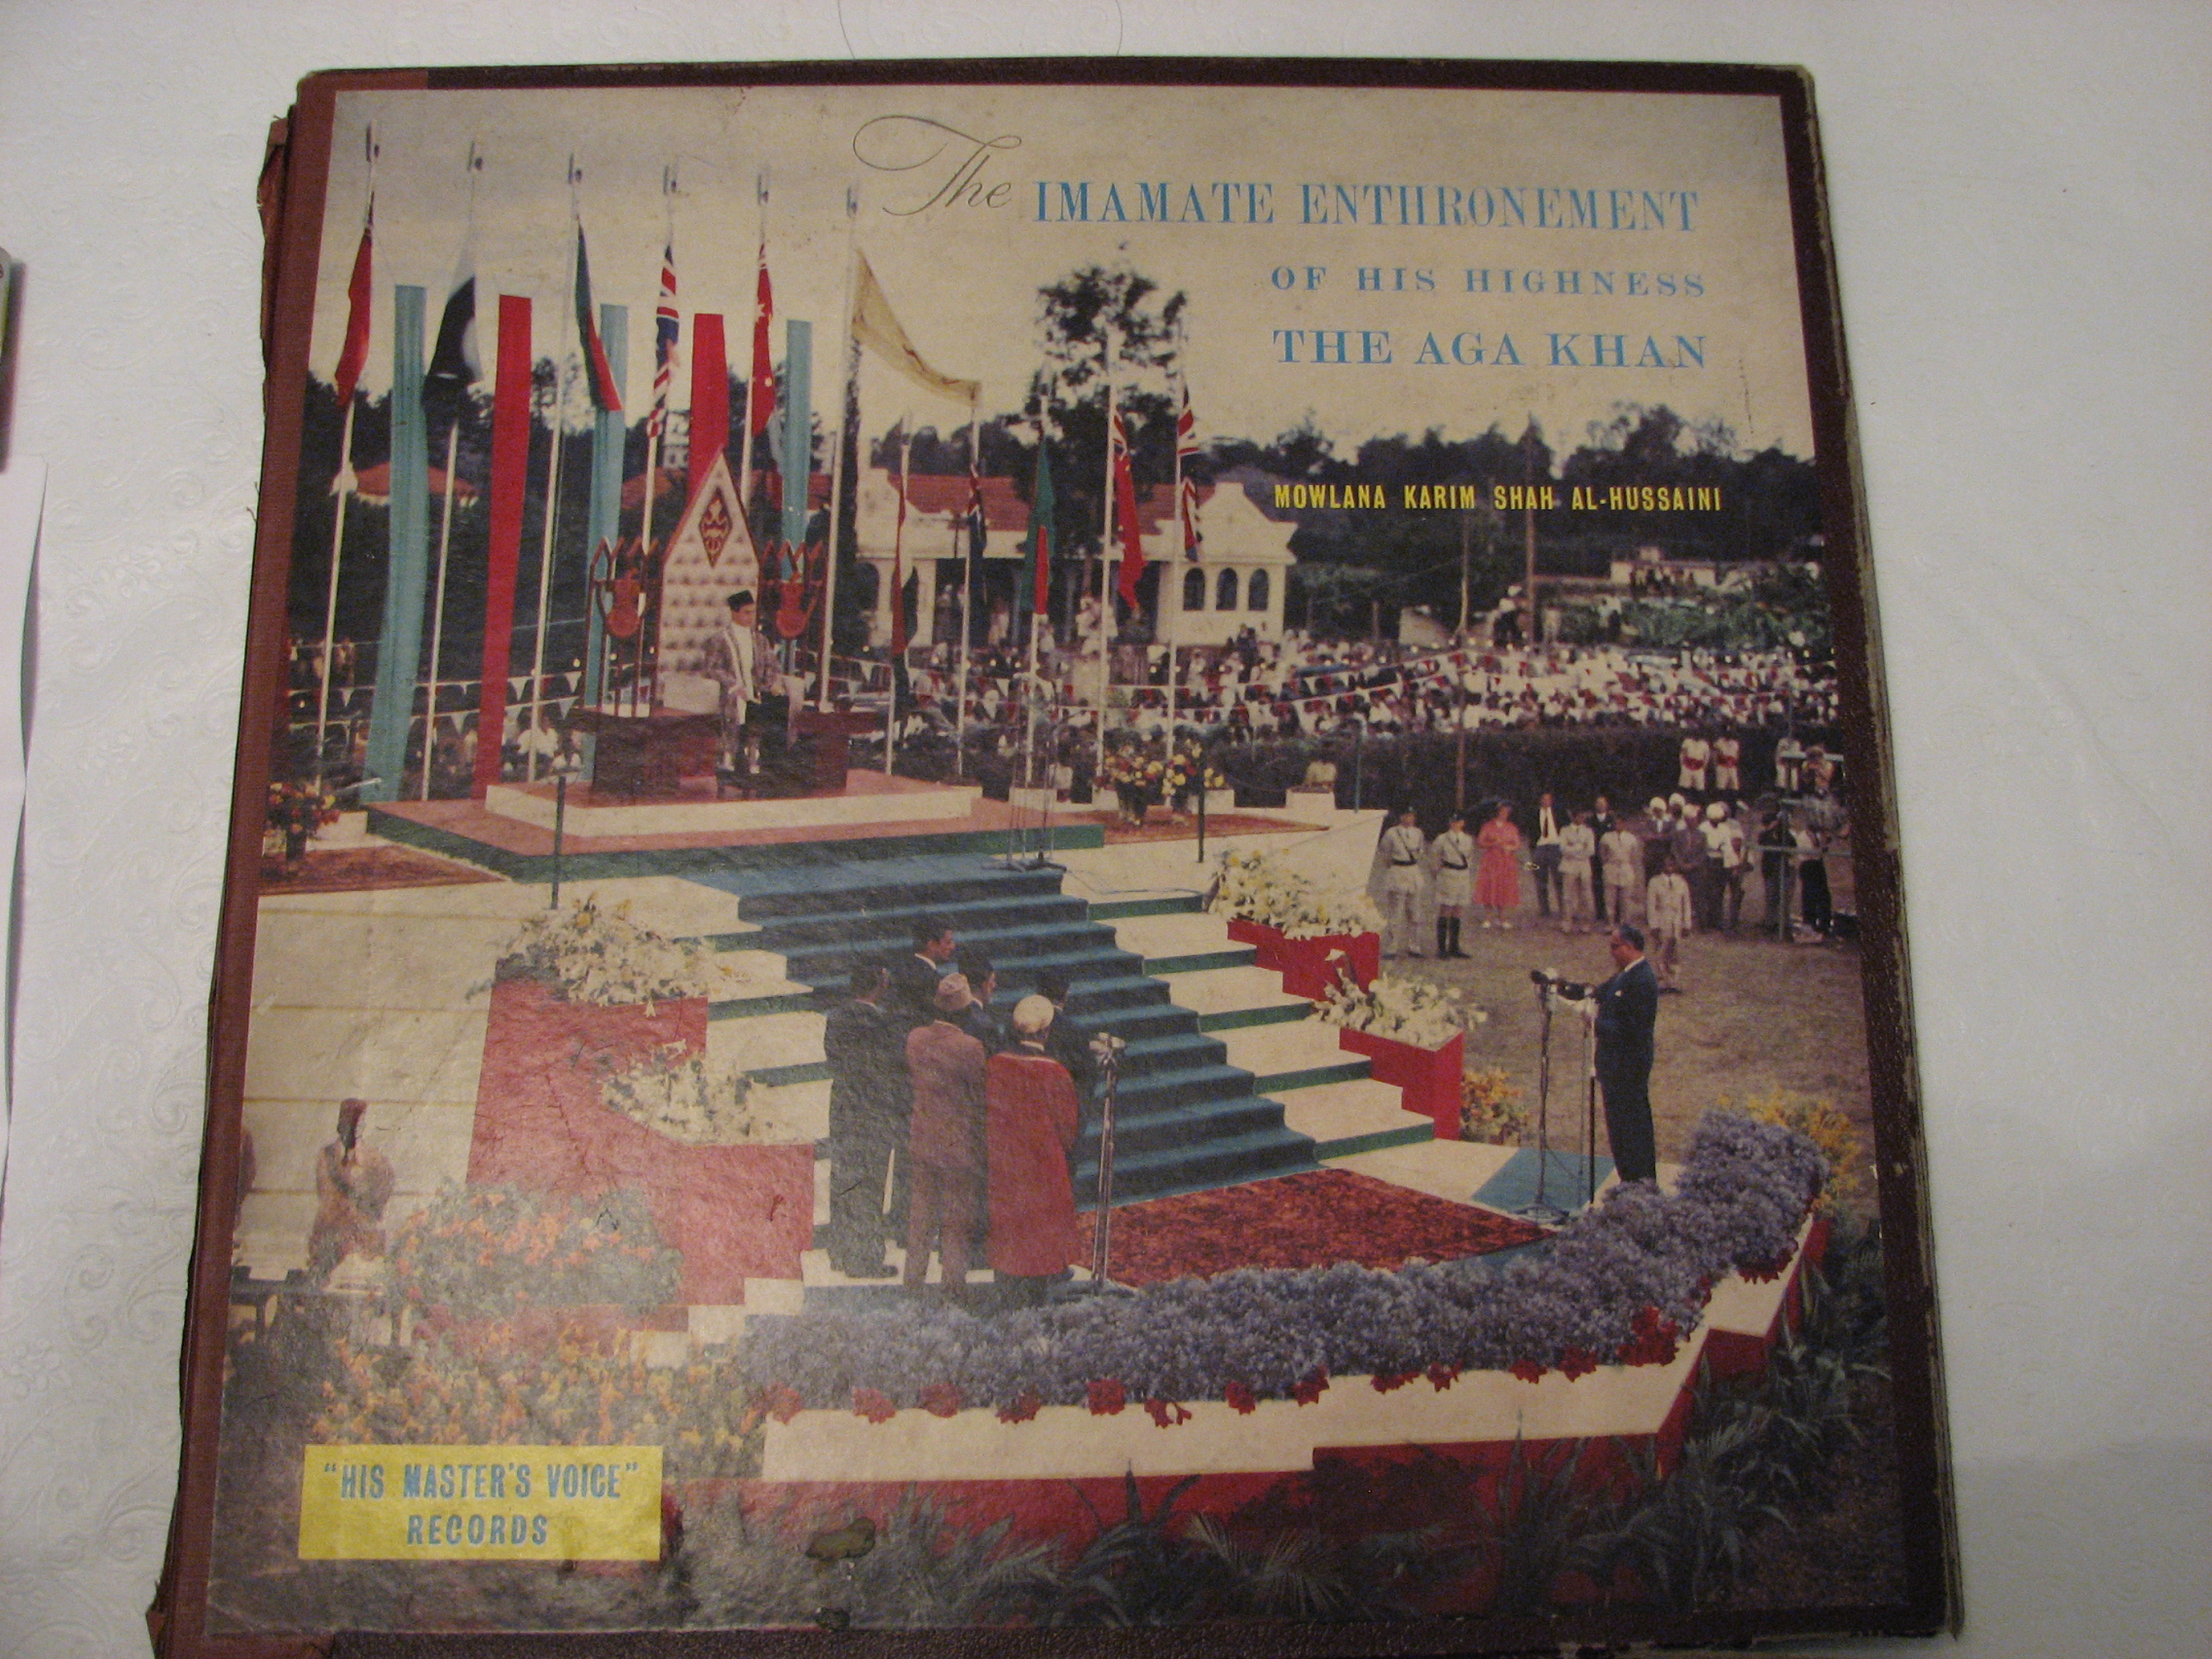 The IMAMATE ENTHRONEMENT
OF HIS HIGHNESS
THE AGA KHAN
MOWLANA KARIM SHAH AL-HUSSAINI
"HIS MASTER'S VOICE"
RECORDS